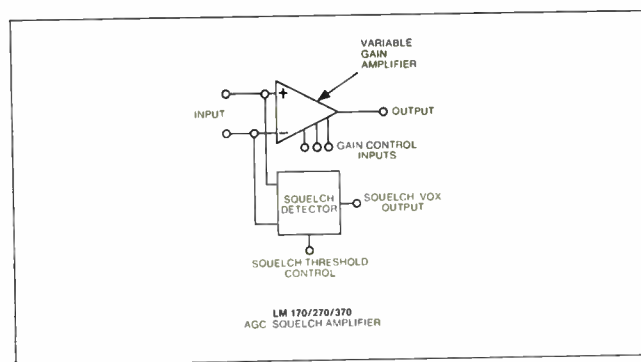 VARIABLE
GAIN
AMPLIFIER
+
INPUT
OUTPUT
−
GAIN CONTROL
INPUTS
SQUELCH
DETECTOR
SQUELCH VOX
OUTPUT
SQUELCH THRESHOLD
CONTROL
LM 170/270/370
AGC SQUELCH AMPLIFIER